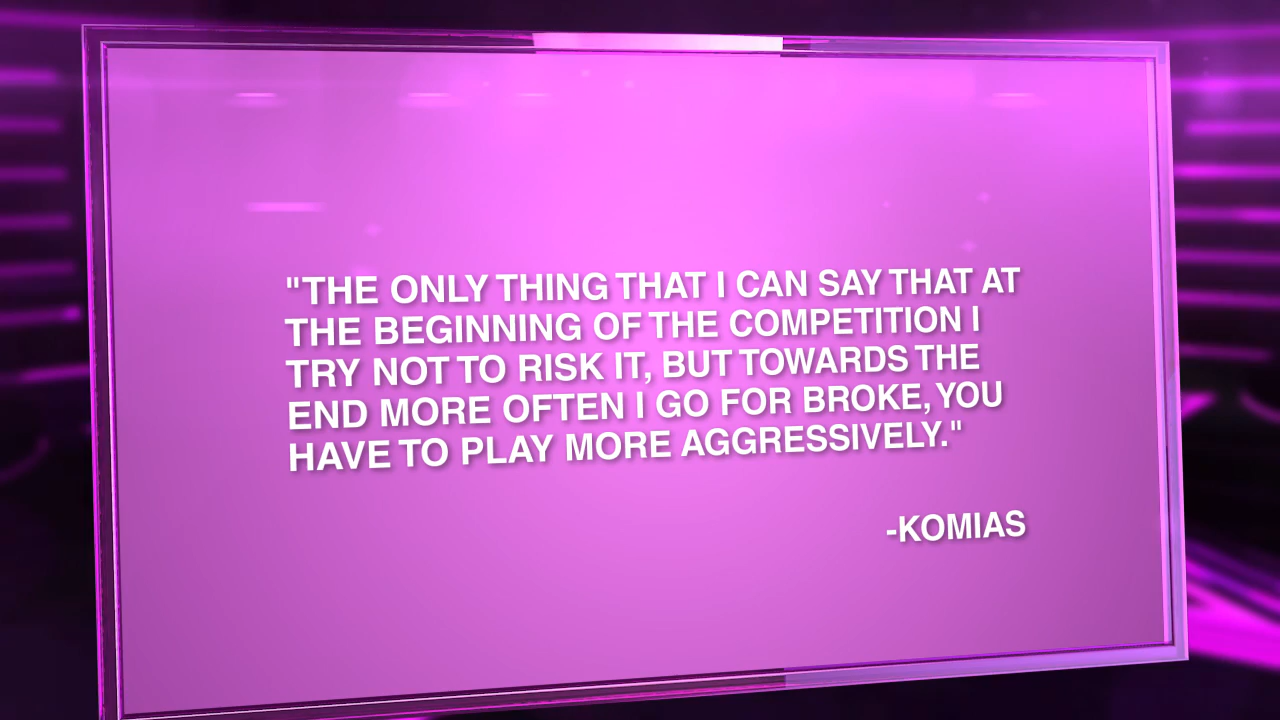 "THE ONLY THING THAT I CAN SAY THAT AT
THE BEGINNING OF THE COMPETITION I
TRY NOT TO RISK IT, BUT TOWARDS THE
END MORE OFTEN I GO FOR BROKE, YOU
HAVE TO PLAY MORE AGGRESSIVELY."
-KOMIAS